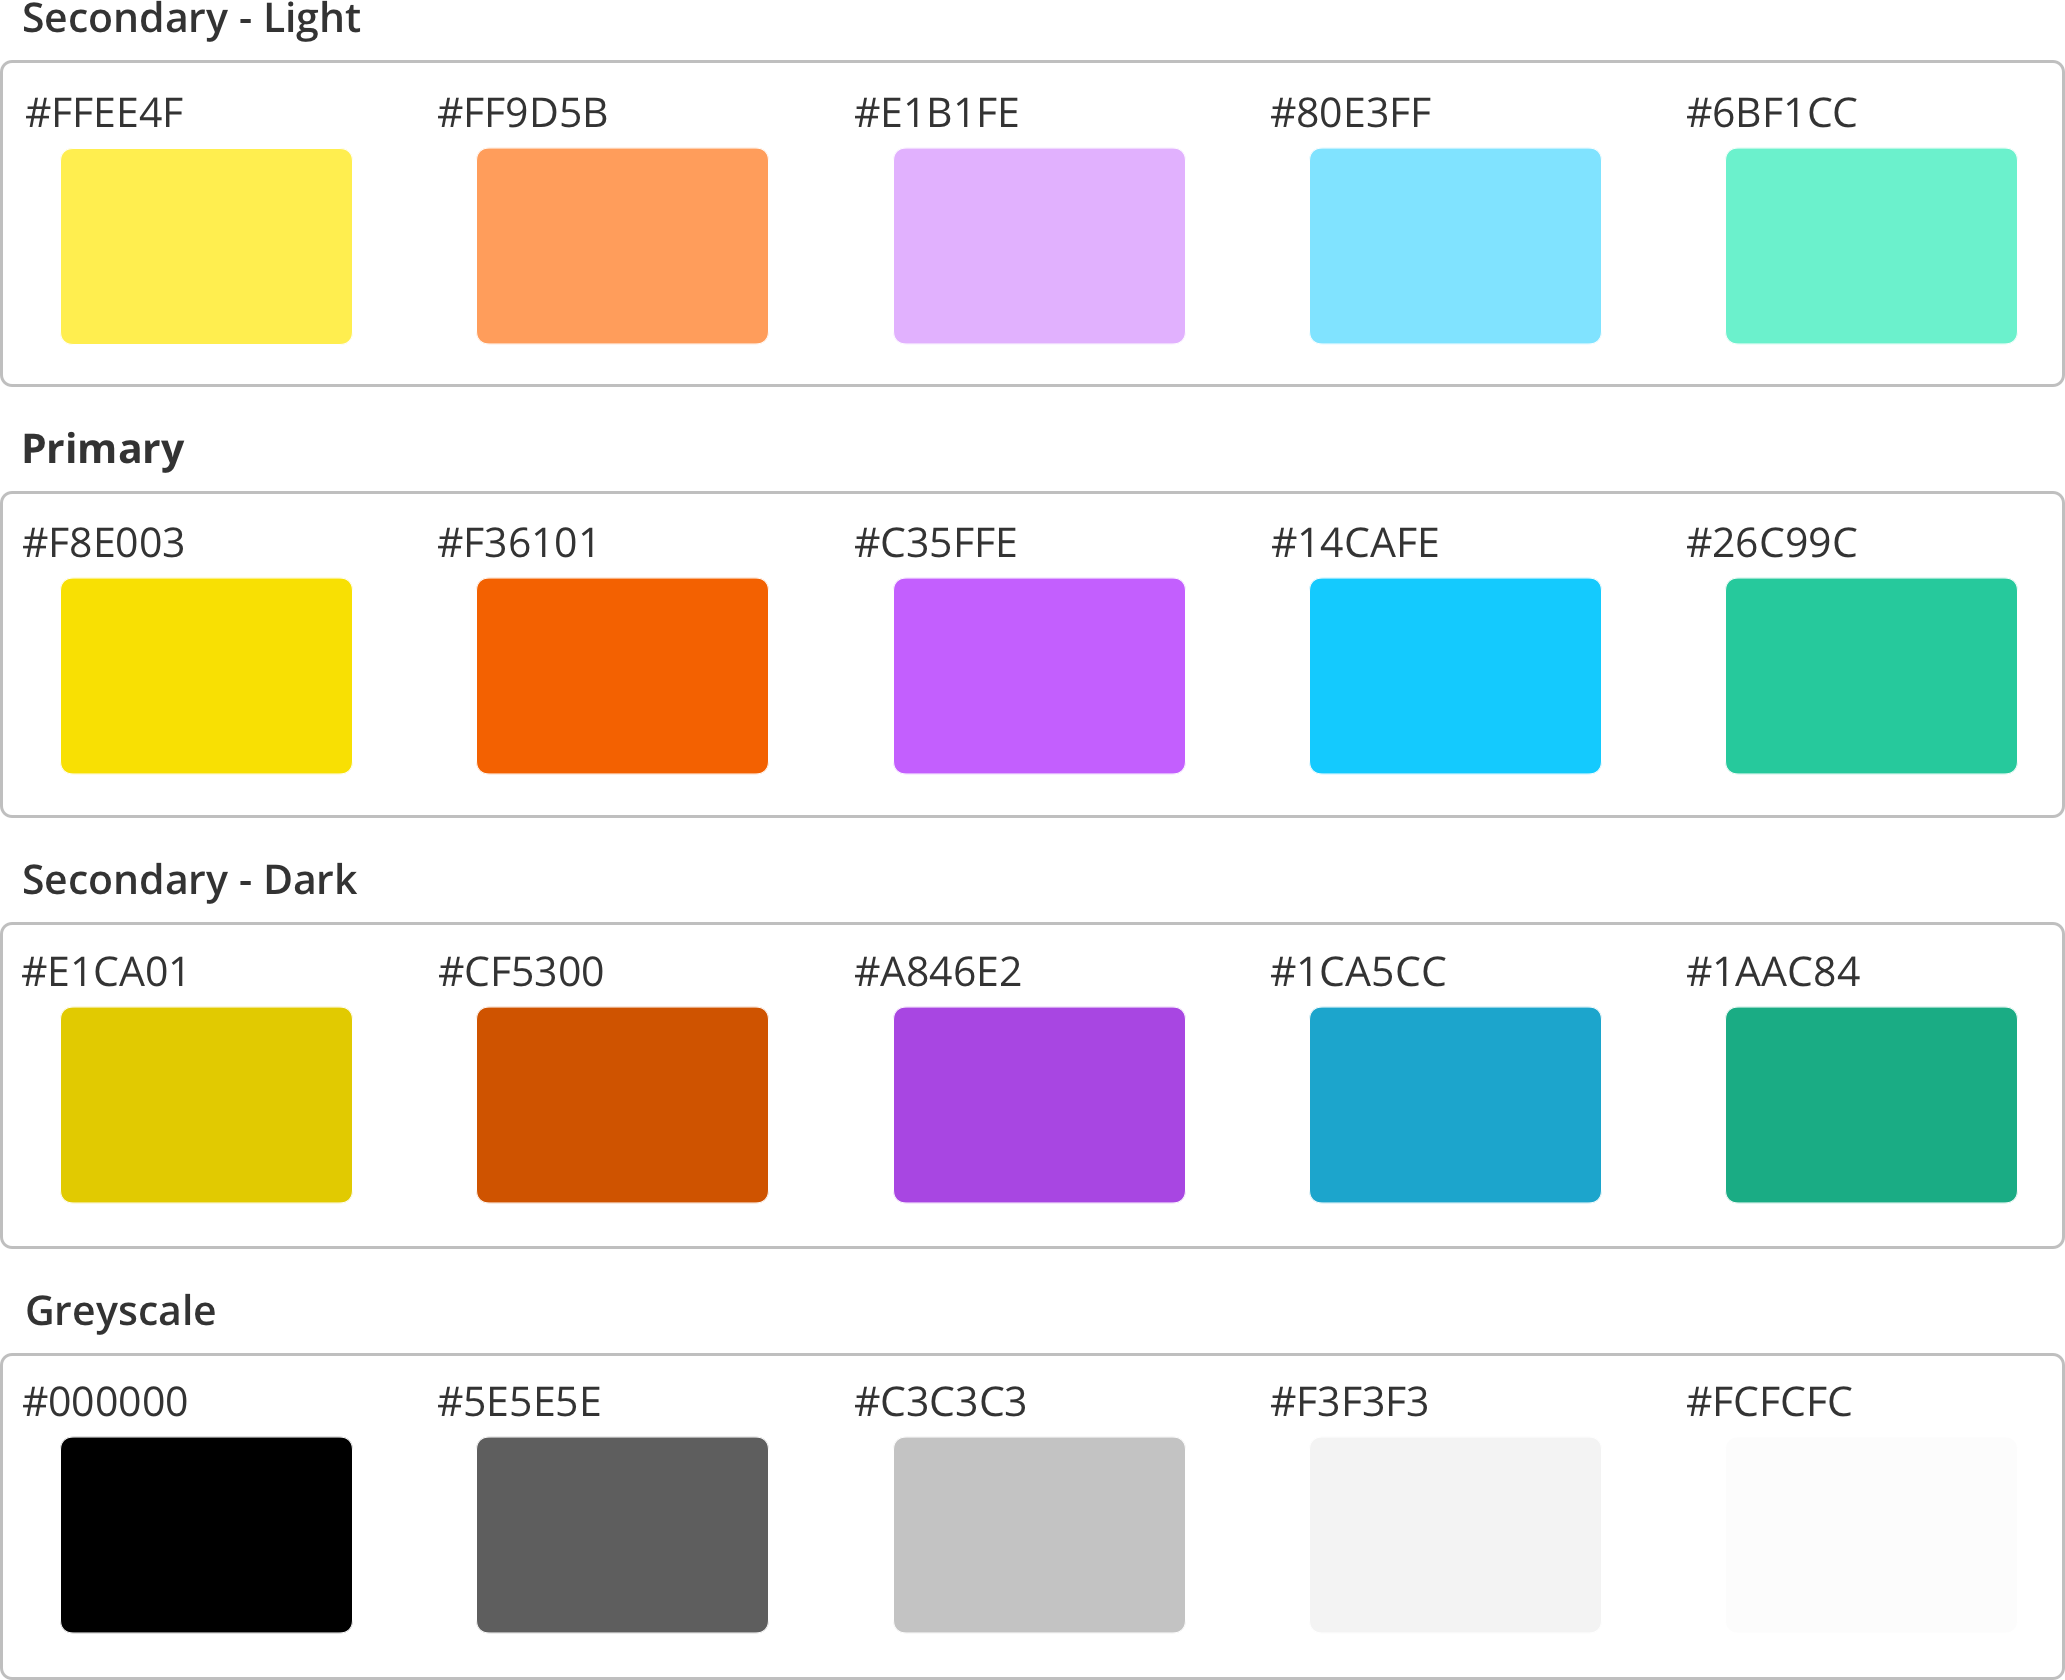 Secondary - Light
#FFEE4F #FF9D5B #E1B1FE #80E3FF #6BF1CC
Primary
#F8E003 #F36101 #C35FFE #14CAFE #26C99C
Secondary - Dark
#E1CA01 #CF5300 #A846E2 #1CA5CC #1AAC84
Greyscale
#000000 #5E5E5E #C3C3C3 #F3F3F3 #FCFCFC